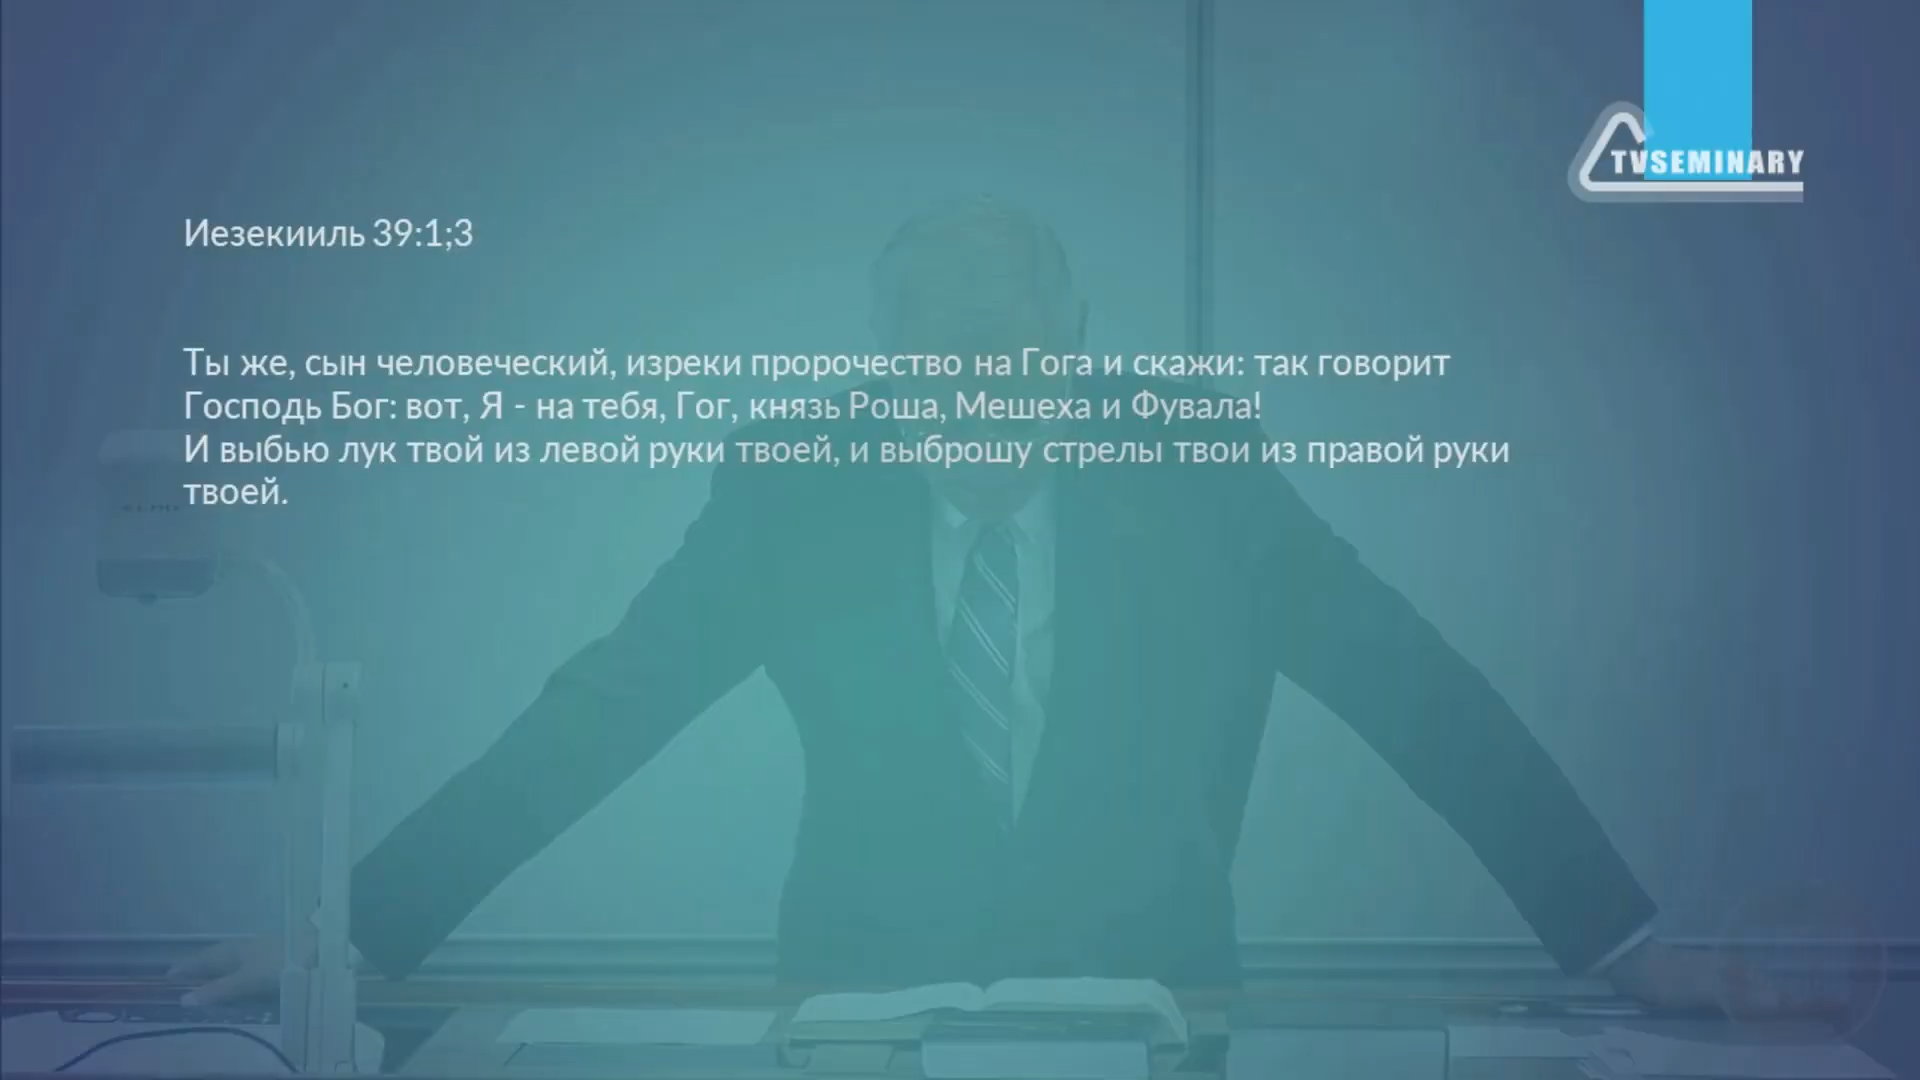 TVSEMINARY
Иезекииль 39:1;3
Ты же, сын человеческий, изреки пророчество на Гога и скажи: так говорит
Господь Бог: вот, Я - на тебя, Гог, князь Роша, Мешеха и Фувала!
И выбью лук твой из левой руки твоей, и выброшу стрелы твои из правой руки
твоей.